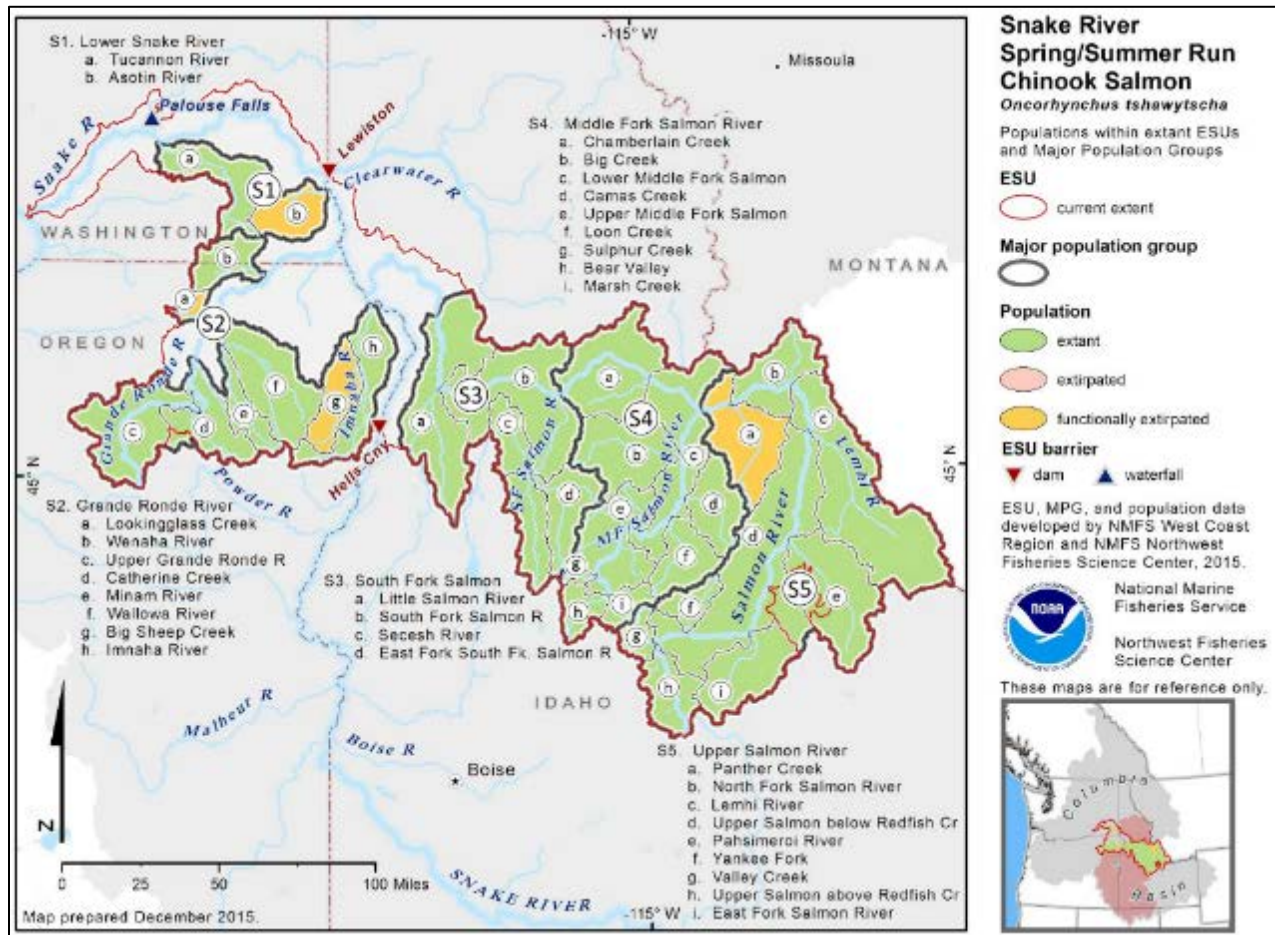 Snake River
Spring/Summer Run
Chinook Salmon
Oncorhynchus tshawytscha
Populations within extant ESUs
and Major Population Groups
ESU
current extent
Major population group
Population
extant
extirpated
functionally extirpated
ESU barrier
dam
waterfall
ESU, MPG, and population data
developed by NMFS West Coast
Region and NMFS Northwest
Fisheries Science Center, 2015.
NOAA
National Marine
Fisheries Service
Northwest Fisheries
Science Center
These maps are for reference only.
Columbia
Basin
-115° W
Missoula
S1. Lower Snake River
a. Tucannon River
b. Asotin River
Palouse Falls
Snake R
Lewiston
Clearwater R
S4. Middle Fork Salmon River
a. Chamberlain Creek
b. Big Creek
c. Lower Middle Fork Salmon
d. Camas Creek
e. Upper Middle Fork Salmon
f. Loon Creek
g. Sulphur Creek
h. Bear Valley
i. Marsh Creek
WASHINGTON
MONTANA
OREGON
S1
a
b
S2
a
b
c
d
e
f
g
h
Grande Ronde R
Imnaha R
Hells Cny
Powder R
S3
a
b
c
d
SF Salmon R
S4
a
b
c
d
e
f
g
h
i
MF Salmon River
S5
a
b
c
d
e
f
g
h
i
Salmon River
Lemhi R
45° N
45° N
S2. Grande Ronde River
a. Lookingglass Creek
b. Wenaha River
c. Upper Grande Ronde R
d. Catherine Creek
e. Minam River
f. Wallowa River
g. Big Sheep Creek
h. Imnaha River
S3. South Fork Salmon
a. Little Salmon River
b. South Fork Salmon R
c. Secesh River
d. East Fork South Fk. Salmon R
IDAHO
Malheur R
Boise R
Boise
S5. Upper Salmon River
a. Panther Creek
b. North Fork Salmon River
c. Lemhi River
d. Upper Salmon below Redfish Cr
e. Pahsimeroi River
f. Yankee Fork
g. Valley Creek
h. Upper Salmon above Redfish Cr
i. East Fork Salmon River
SNAKE RIVER
-115° W
N
0 25 50 100 Miles
Map prepared December 2015.